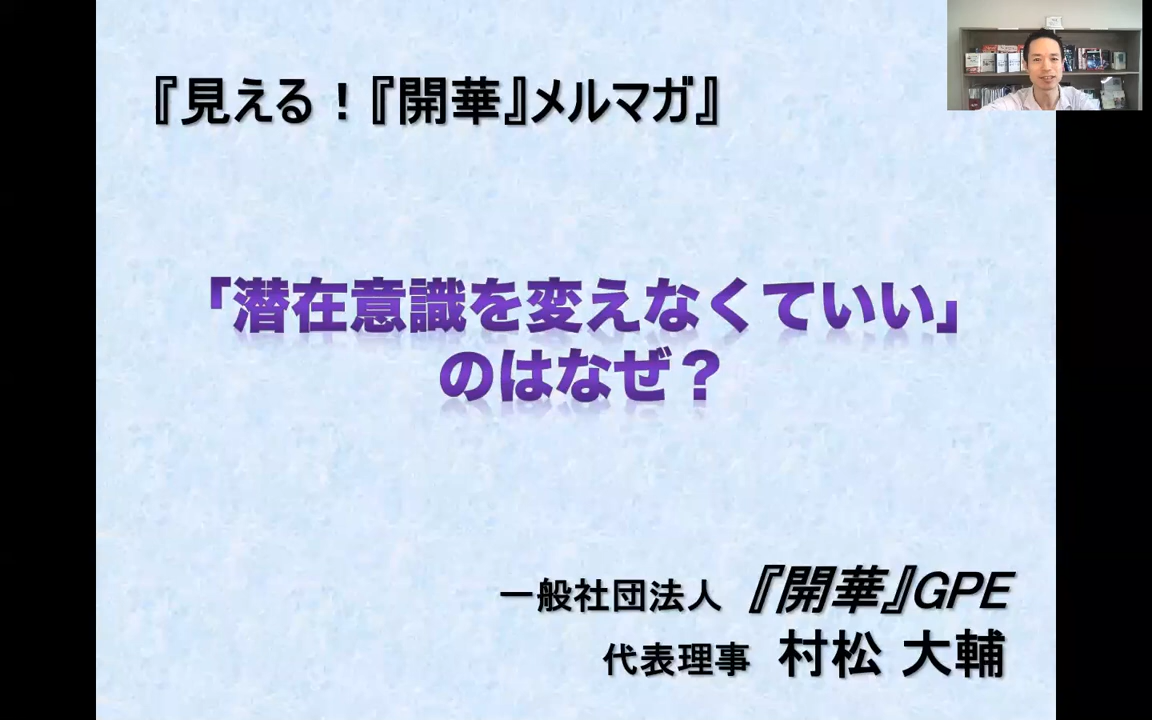 『見える！『開華』メルマガ』
「潜在意識を変えなくていい」
のはなぜ？
一般社団法人 『開華』GPE
代表理事 村松 大輔